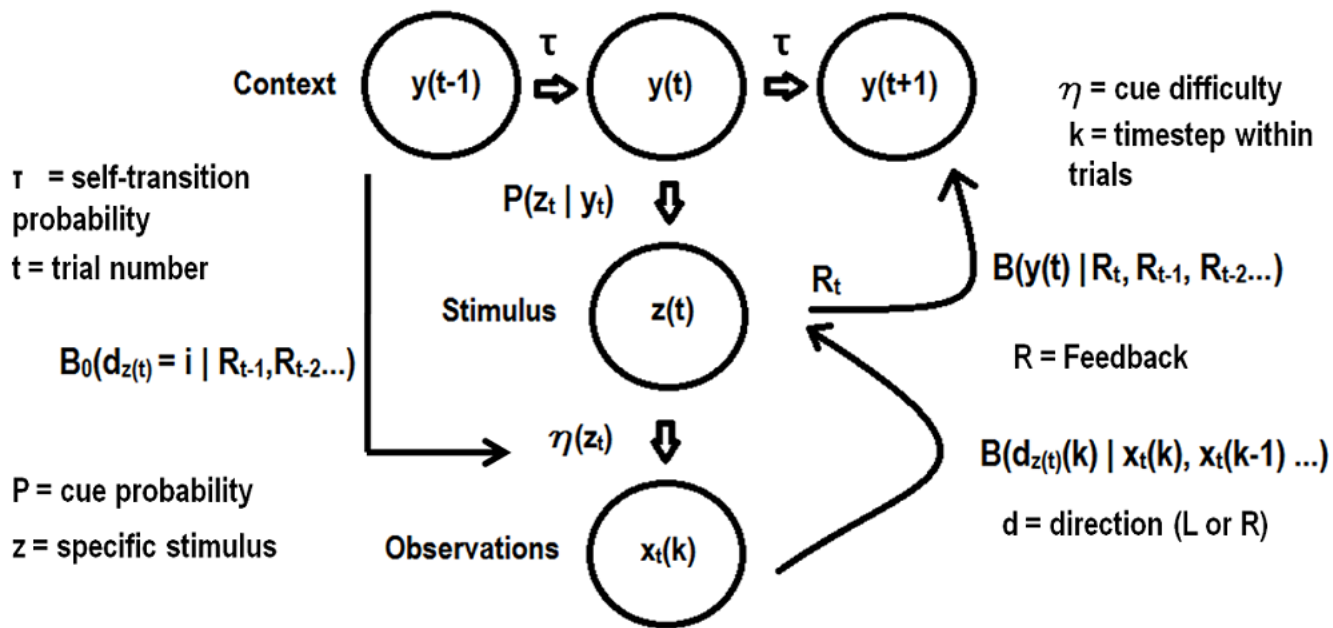 τ τ
Context y(t-1) y(t) y(t+1)
η = cue difficulty
k = timestep within
trials
τ = self-transition
probability
t = trial number
P(zₜ | yₜ)
Stimulus z(t)
Rₜ
B(y(t) | Rₜ, Rₜ₋₁, Rₜ₋₂...)
B₀(d_z(t) = i | Rₜ₋₁,Rₜ₋₂...)
R = Feedback
η(zₜ)
B(d_z(t)(k) | xₜ(k), xₜ(k-1) ...)
P = cue probability
z = specific stimulus
d = direction (L or R)
Observations xₜ(k)